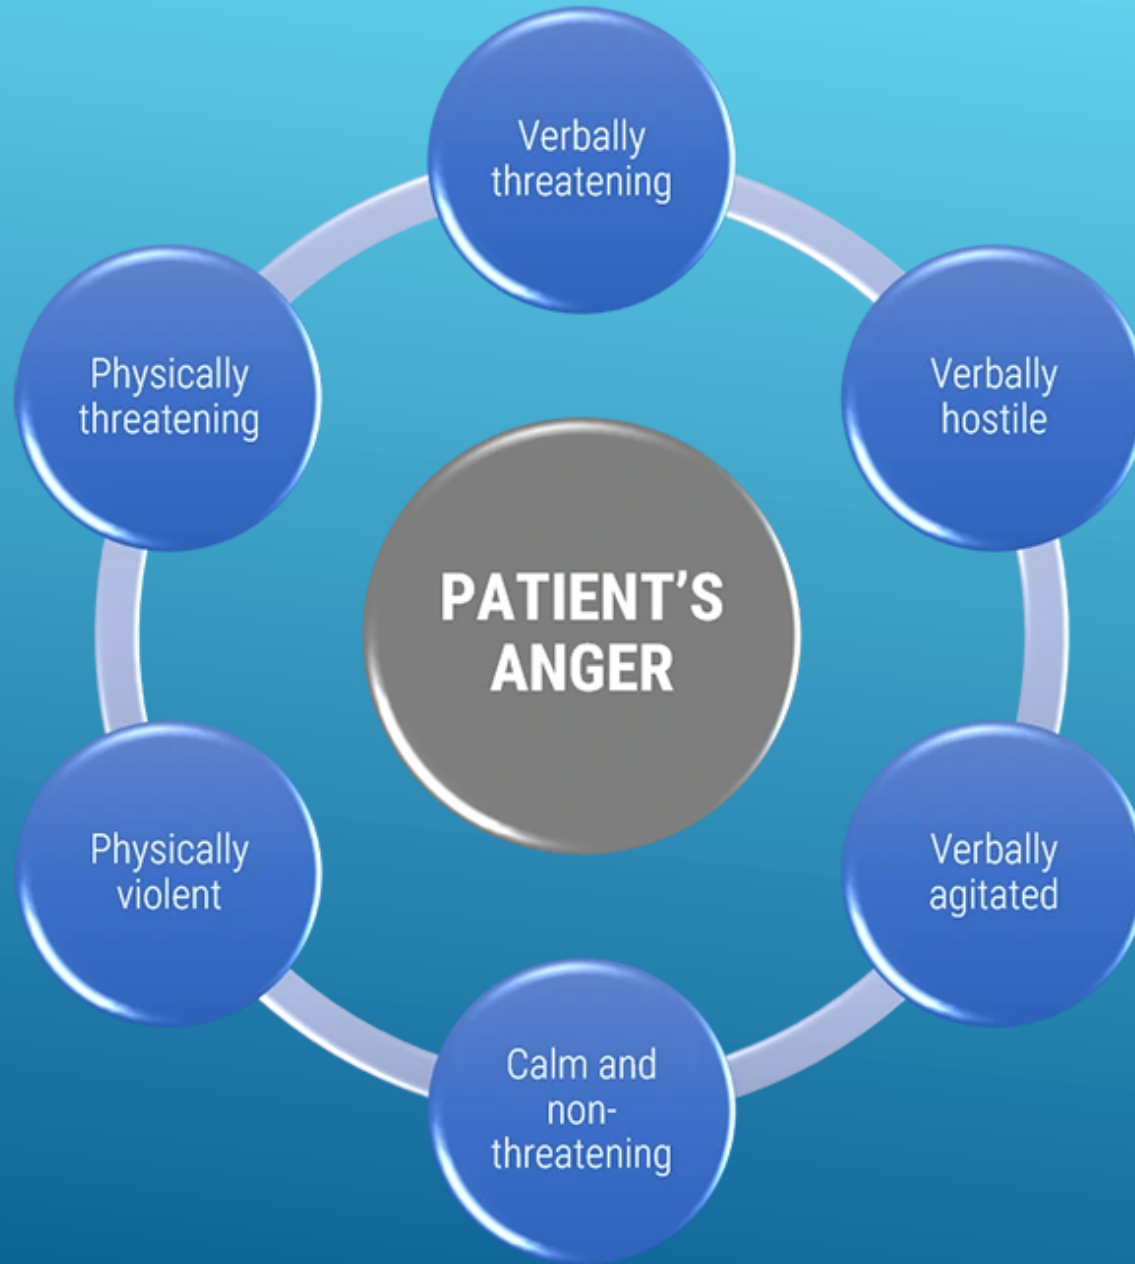 Verbally
threatening
Physically
threatening
Verbally
hostile
PATIENT’S
ANGER
Physically
violent
Verbally
agitated
Calm and
non-
threatening